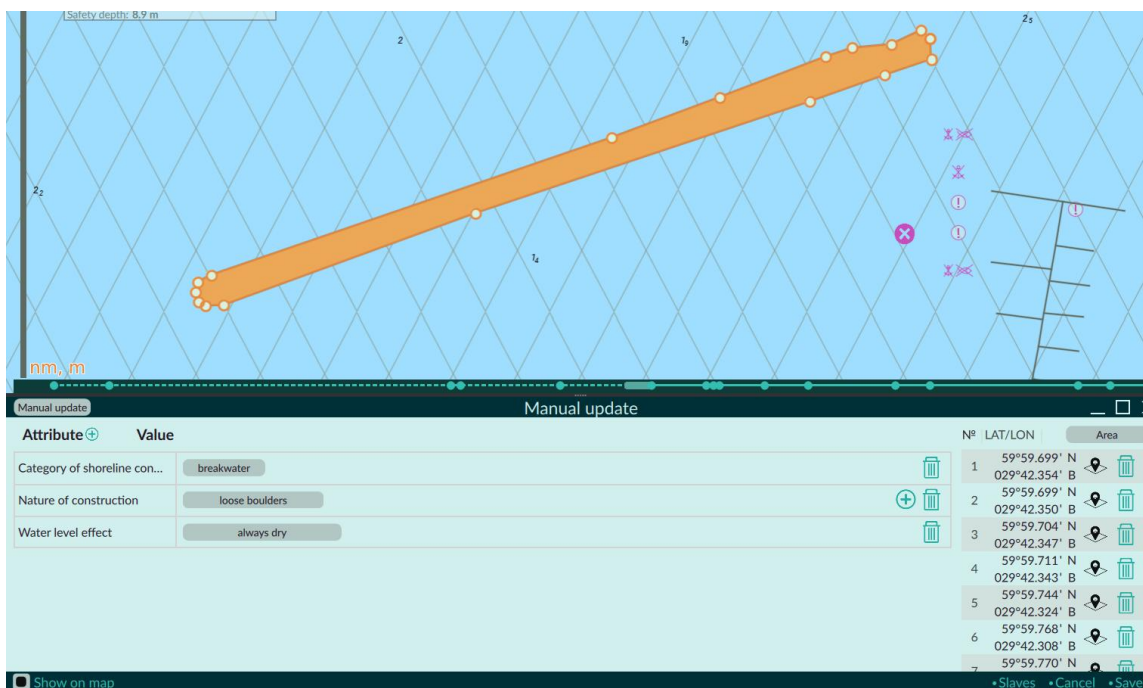 Safety depth: 8.9 m
2
1₉
2₅
2₂
1₄
nm, m
Manual update
Manual update
Attribute
Value
Category of shoreline con...
breakwater
Nature of construction
loose boulders
Water level effect
always dry
Nº LAT/LON
Area
1
59°59.699' N
029°42.354' B
2
59°59.699' N
029°42.350' B
3
59°59.704' N
029°42.347' B
4
59°59.711' N
029°42.343' B
5
59°59.744' N
029°42.324' B
6
59°59.768' N
029°42.308' B
59°59.770' N
Show on map
•Slaves •Cancel •Save